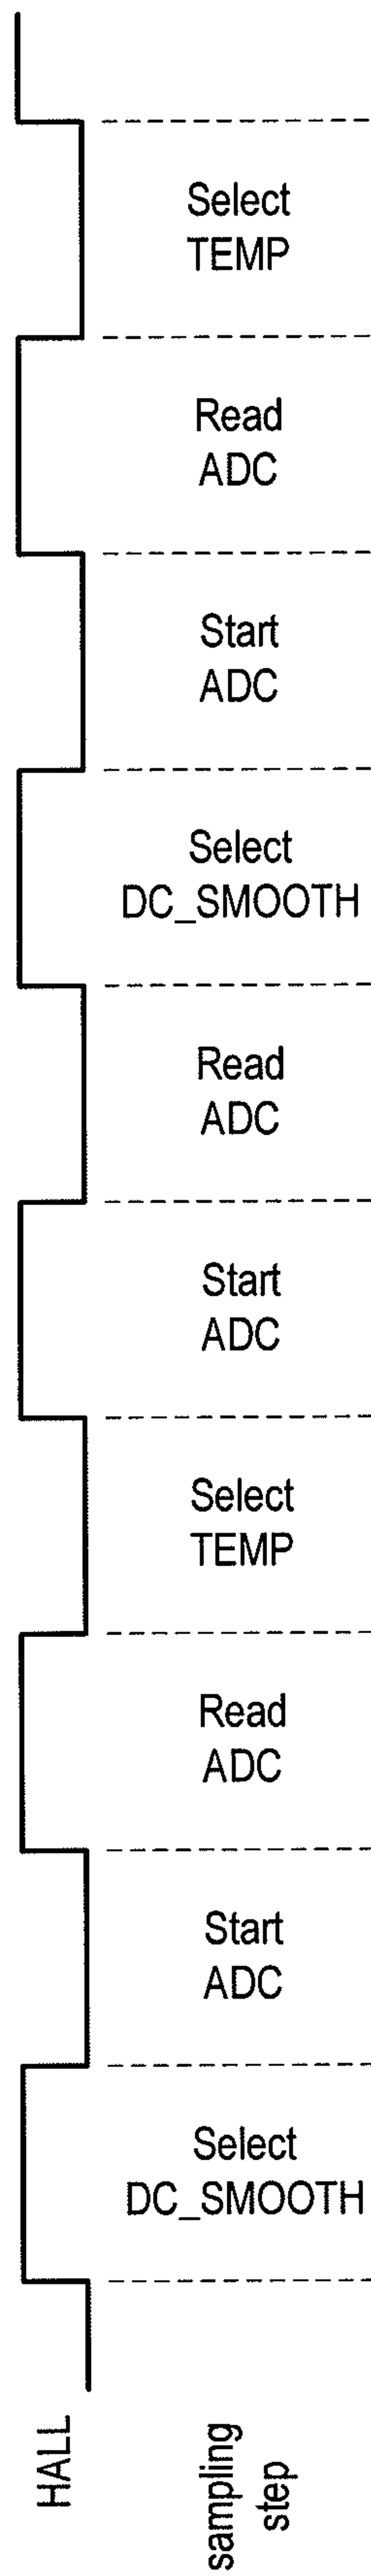 Select
TEMP
Read
ADC
Start
ADC
Select
DC_SMOOTH
Read
ADC
Start
ADC
Select
TEMP
Read
ADC
Start
ADC
Select
DC_SMOOTH
HALL
sampling
step